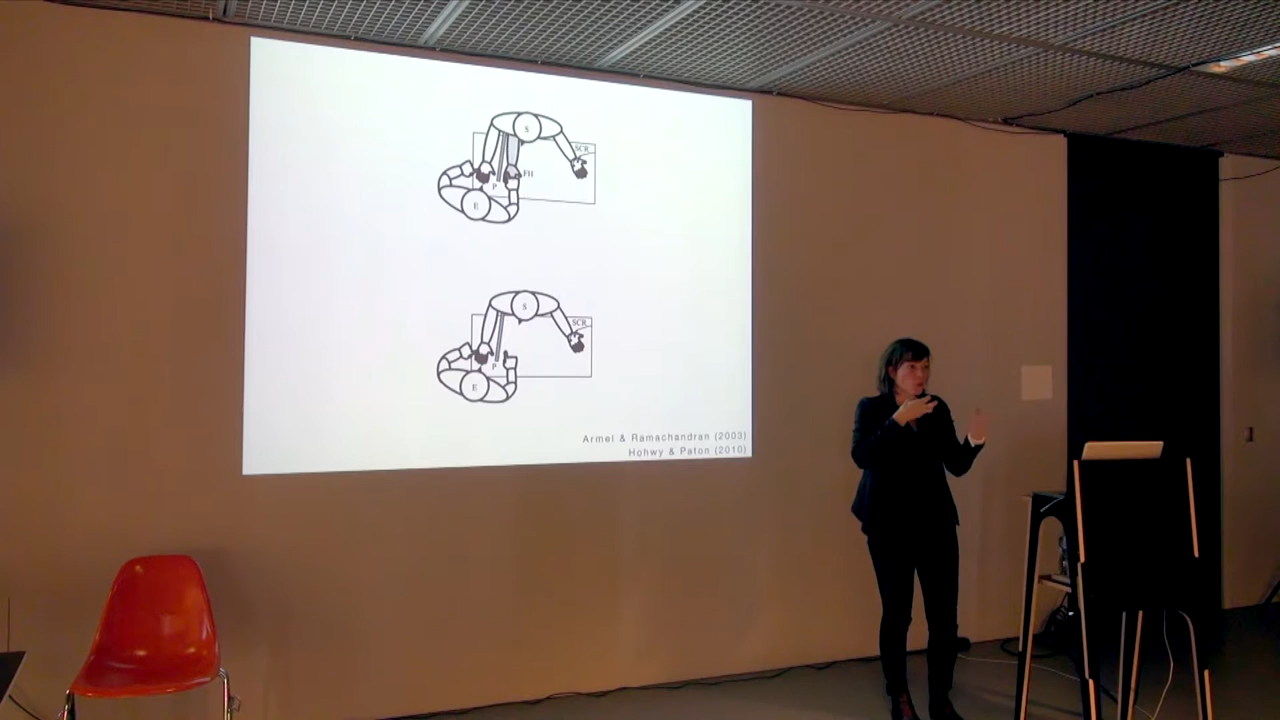 S
SCR
FH
P
E
S
SCR
P
E
Armel & Ramachandran (2003)
Hohwy & Paton (2010)